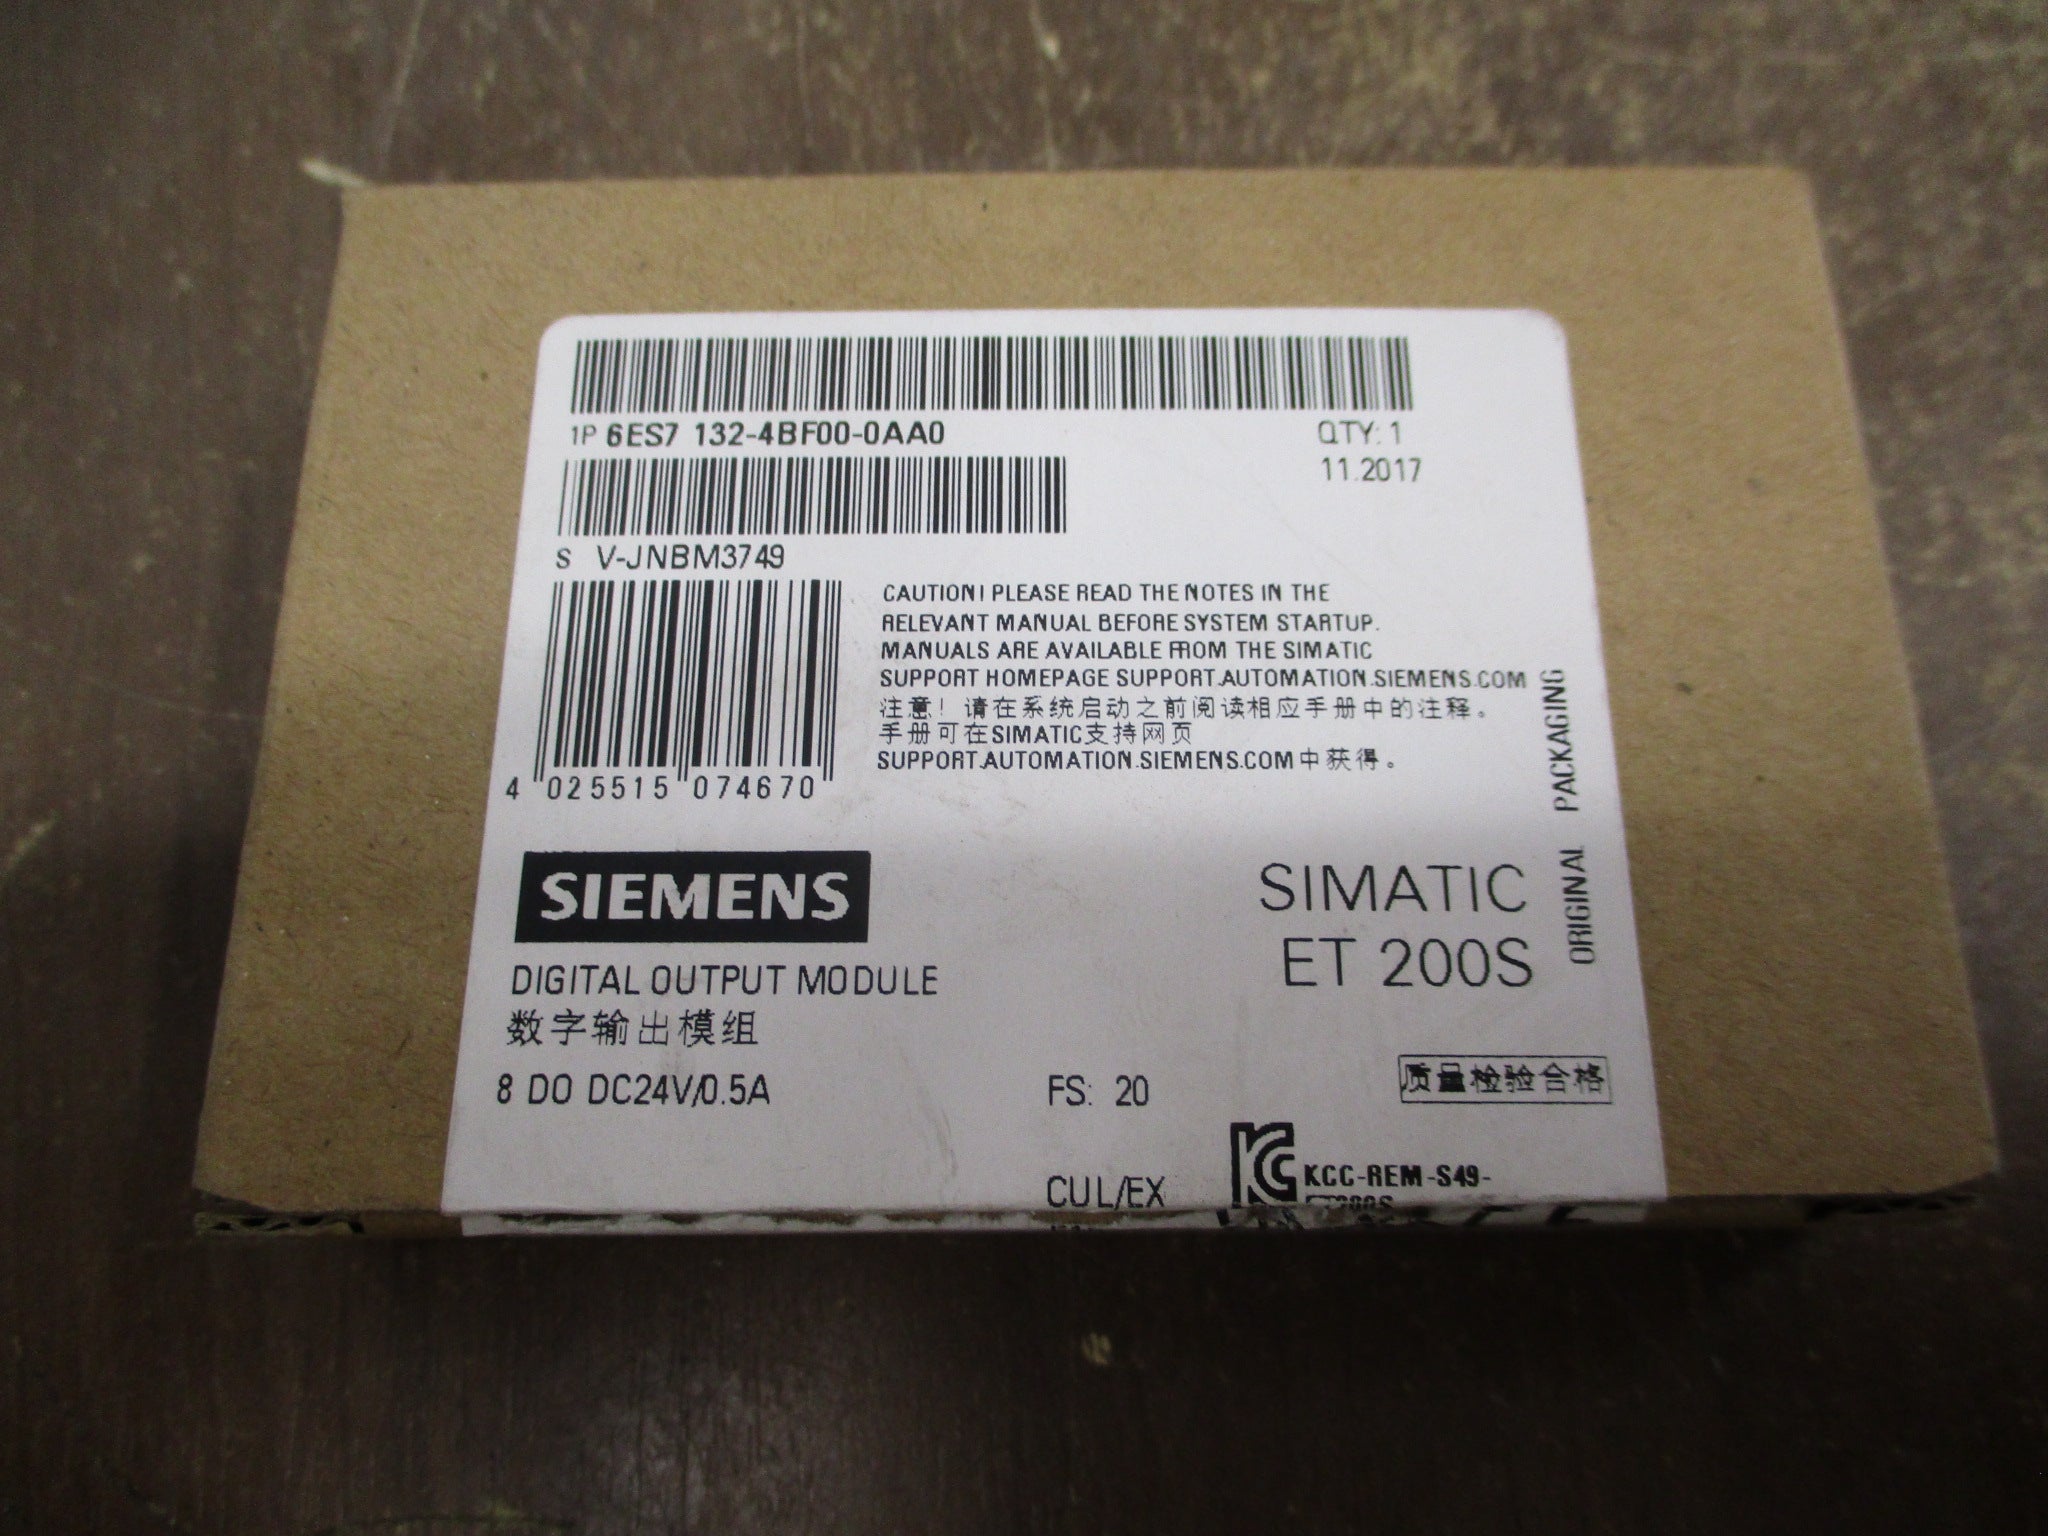 1P 6ES7 132-4BF00-0AA0
QTY: 1
11.2017
S V-JNBM3749
CAUTION! PLEASE READ THE NOTES IN THE
RELEVANT MANUAL BEFORE SYSTEM STARTUP.
MANUALS ARE AVAILABLE FROM THE SIMATIC
SUPPORT HOMEPAGE SUPPORT.AUTOMATION.SIEMENS.COM
注意！请在系统启动之前阅读相应手册中的注释。
手册可在SIMATIC支持网页
SUPPORT.AUTOMATION.SIEMENS.COM中获得。
4 025515 074670
ORIGINAL PACKAGING
SIEMENS
SIMATIC
ET 200S
DIGITAL OUTPUT MODULE
数字输出模组
8 DO DC24V/0.5A
FS: 20
质量检验合格
CUL/EX
KCC-REM-S49-
ET200S